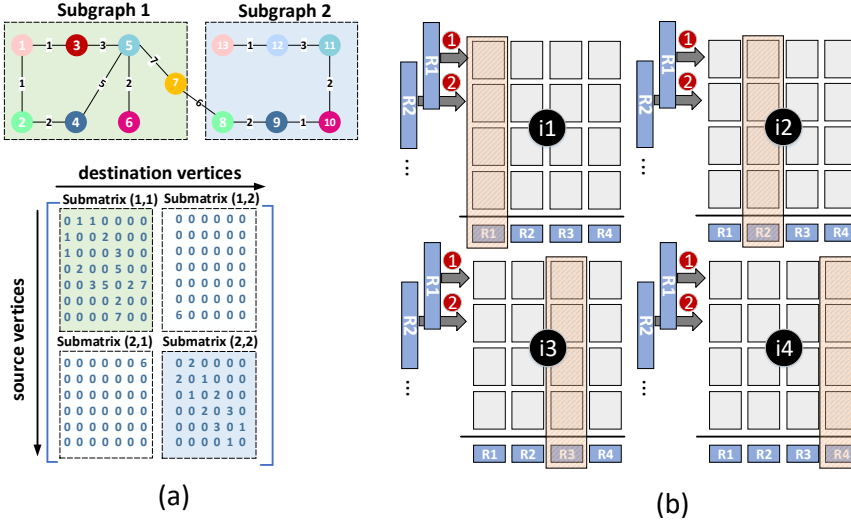 Subgraph 1
Subgraph 2
1 1 3 3 5
13 1 12 3 11
1 5 2 7 7 6 2
2 2 4 6
8 2 9 1 10
destination vertices
source vertices
Submatrix (1,1)
0 1 1 0 0 0 0
1 0 0 2 0 0 0
1 0 0 0 3 0 0
0 2 0 0 5 0 0
0 0 3 5 0 2 7
0 0 0 0 2 0 0
0 0 0 0 7 0 0
Submatrix (1,2)
0 0 0 0 0 0
0 0 0 0 0 0
0 0 0 0 0 0
0 0 0 0 0 0
0 0 0 0 0 0
0 0 0 0 0 0
6 0 0 0 0 0
Submatrix (2,1)
0 0 0 0 0 0 6
0 0 0 0 0 0 0
0 0 0 0 0 0 0
0 0 0 0 0 0 0
0 0 0 0 0 0 0
0 0 0 0 0 0 0
Submatrix (2,2)
0 2 0 0 0 0
2 0 1 0 0 0
0 1 0 2 0 0
0 0 2 0 3 0
0 0 0 3 0 1
0 0 0 0 1 0
(a)
R1
R2
...
1
2
i1
R1 R2 R3 R4
R1
R2
...
1
2
i2
R1 R2 R3 R4
R1
R2
...
1
2
i3
R1 R2 R3 R4
R1
R2
...
1
2
i4
R1 R2 R3 R4
(b)